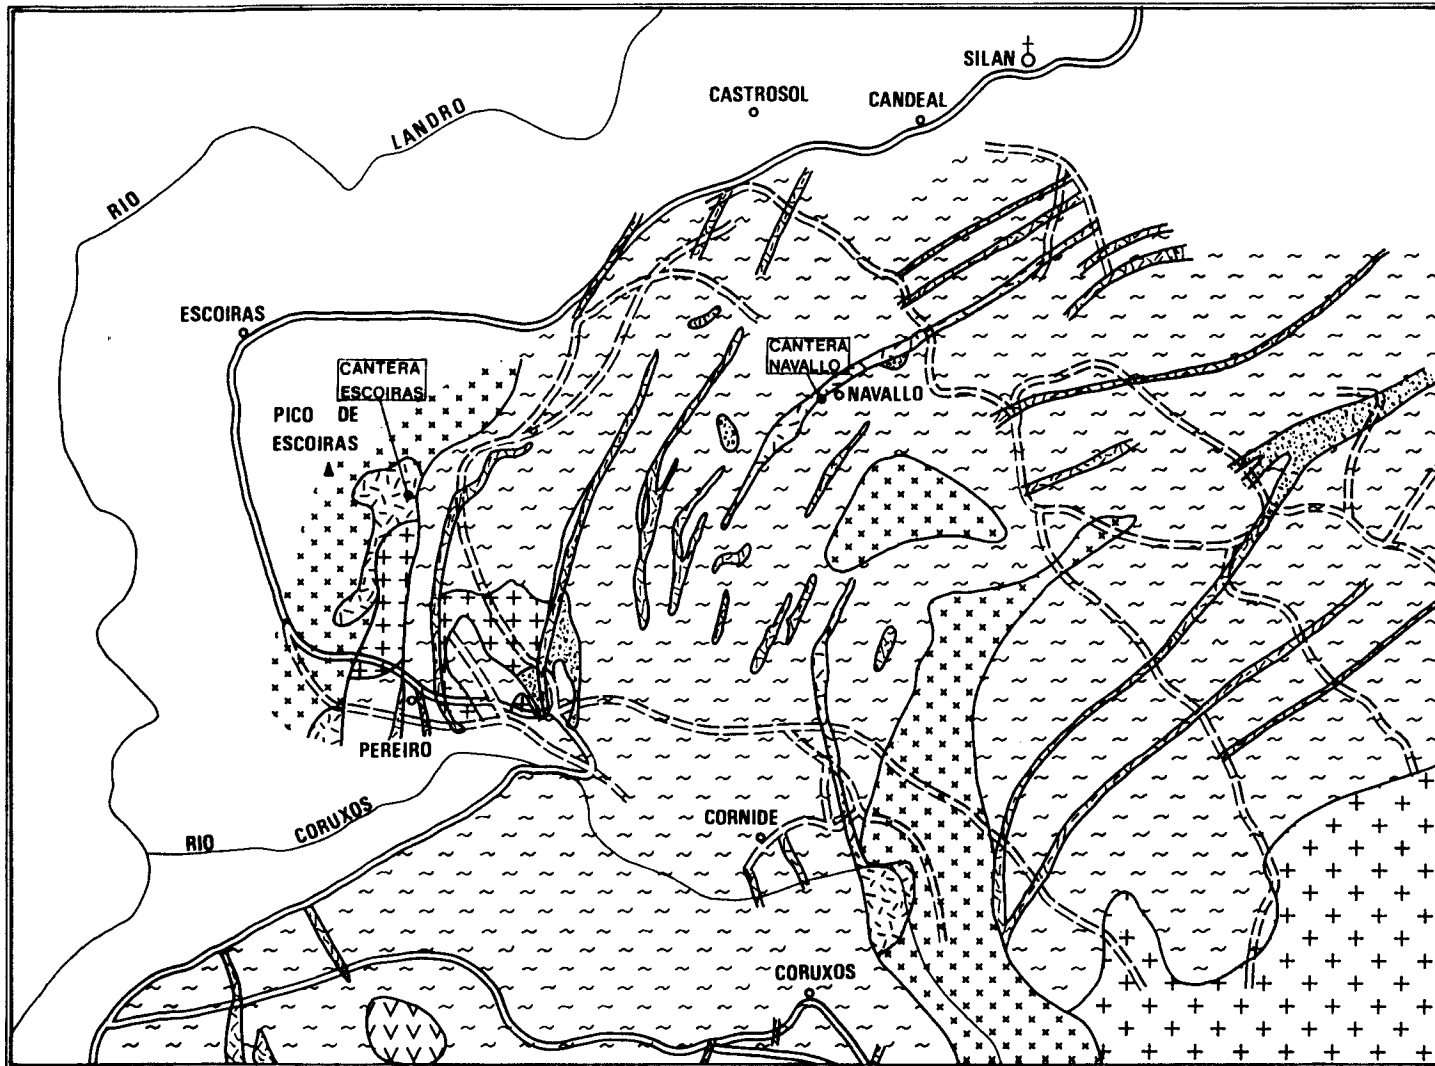 SILAN
CASTROSOL
CANDEAL
RIO
LANDRO
ESCOIRAS
CANTERA
ESCOIRAS
CANTERA
NAVALLO
NAVALLO
PICO DE
ESCOIRAS
PEREIRO
RIO
CORUXOS
CORNIDE
CORUXOS